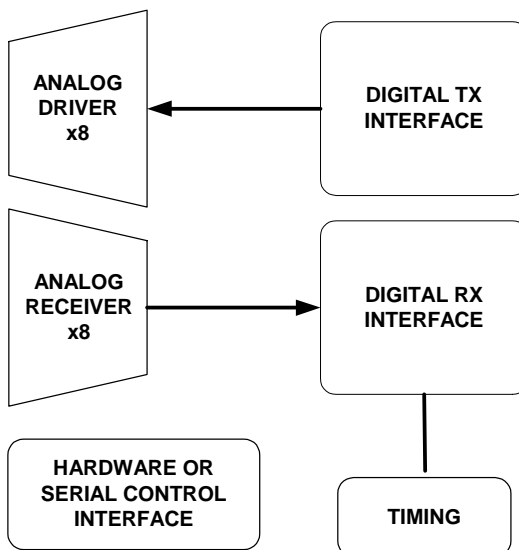 ANALOG
DRIVER
x8
DIGITAL TX
INTERFACE
ANALOG
RECEIVER
x8
DIGITAL RX
INTERFACE
HARDWARE OR
SERIAL CONTROL
INTERFACE
TIMING